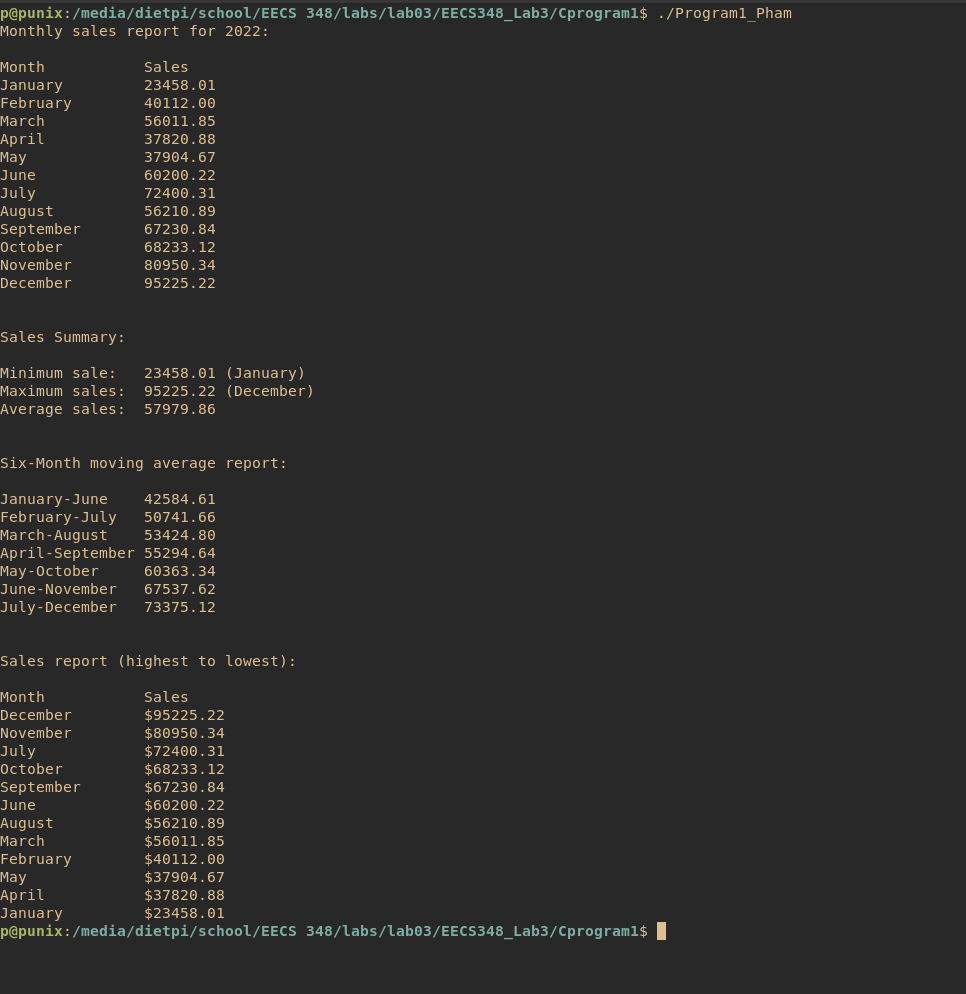 p@punix:/media/dietpi/school/EECS 348/labs/lab03/EECS348_Lab3/Cprogram1$ ./Program1_Pham
Monthly sales report for 2022:
Month           Sales
January         23458.01
February        40112.00
March           56011.85
April           37820.88
May             37904.67
June            60200.22
July            72400.31
August          56210.89
September       67230.84
October         68233.12
November        80950.34
December        95225.22
Sales Summary:
Minimum sale:   23458.01 (January)
Maximum sales:  95225.22 (December)
Average sales:  57979.86
Six-Month moving average report:
January-June    42584.61
February-July   50741.66
March-August    53424.80
April-September 55294.64
May-October     60363.34
June-November   67537.62
July-December   73375.12
Sales report (highest to lowest):
Month           Sales
December        $95225.22
November        $80950.34
July            $72400.31
October         $68233.12
September       $67230.84
June            $60200.22
August          $56210.89
March           $56011.85
February        $40112.00
May             $37904.67
April           $37820.88
January         $23458.01
p@punix:/media/dietpi/school/EECS 348/labs/lab03/EECS348_Lab3/Cprogram1$